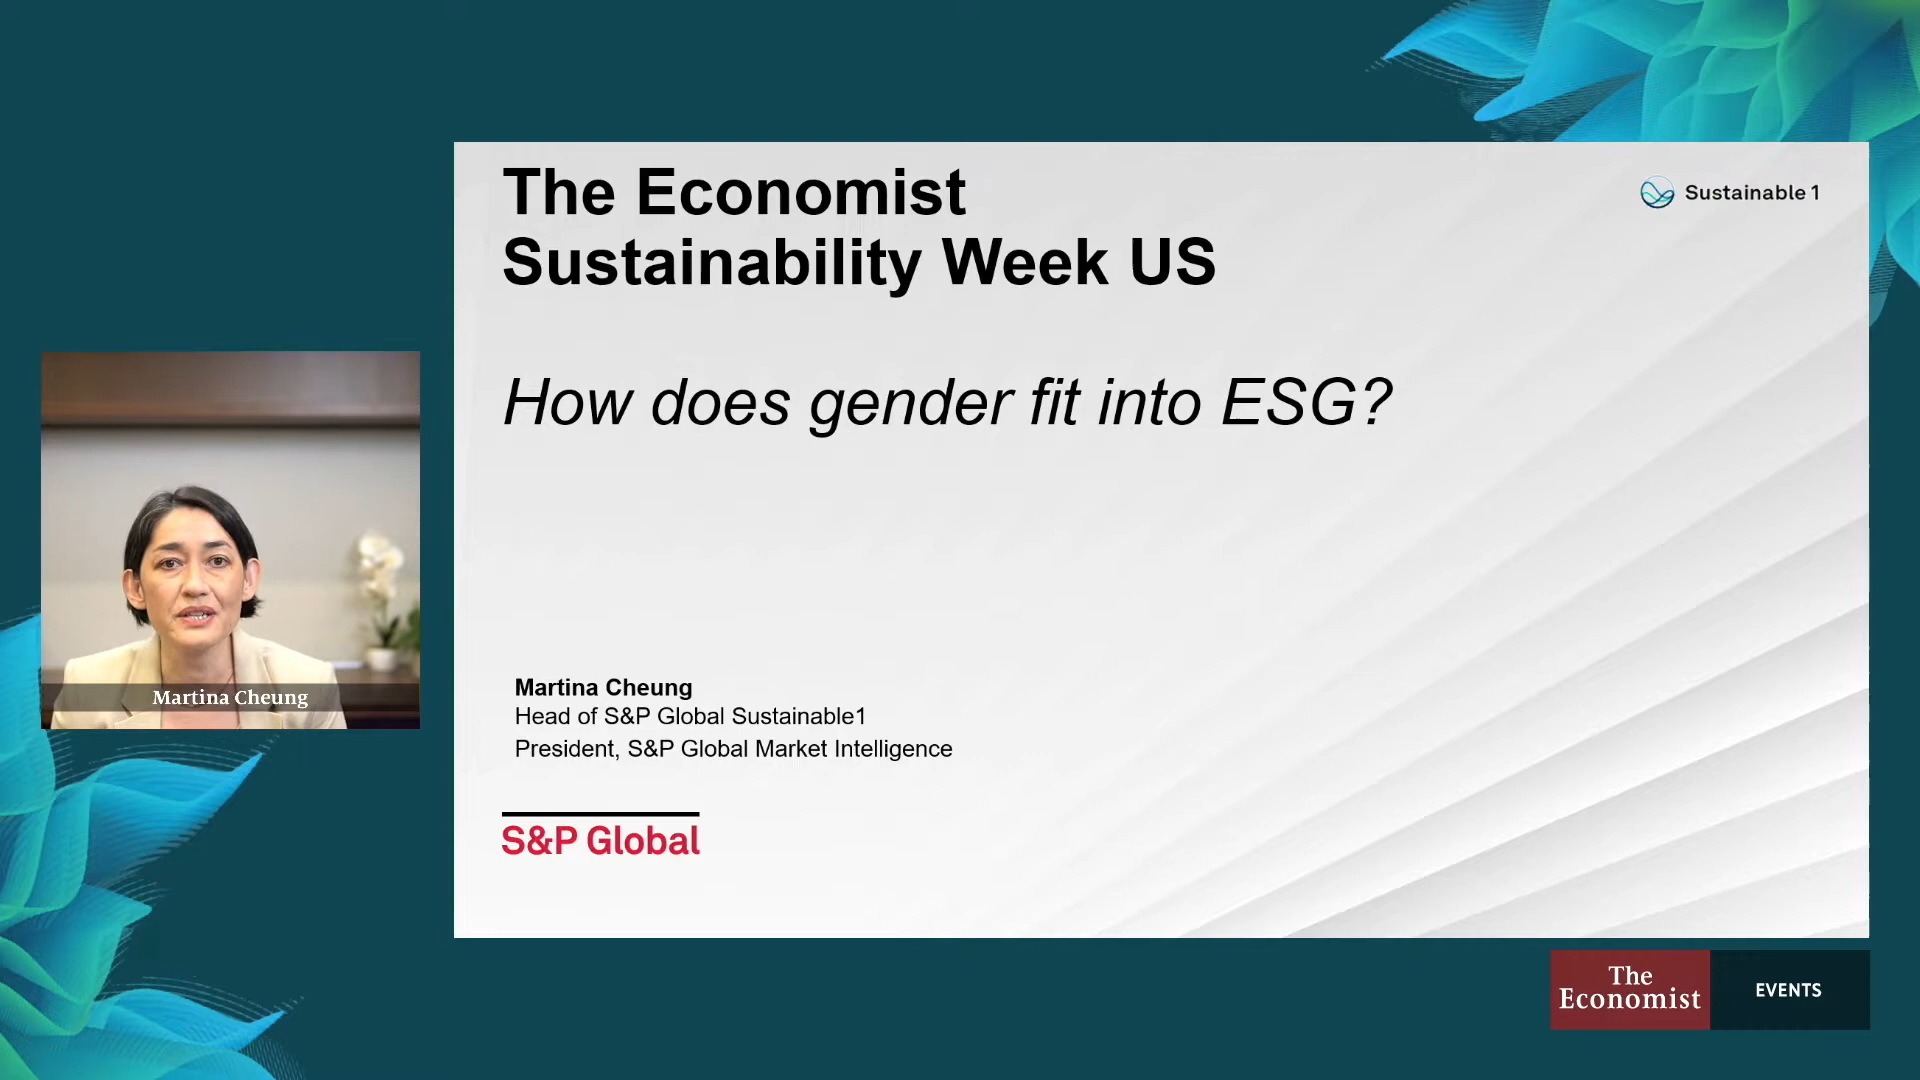 The Economist
Sustainability Week US
Sustainable 1
How does gender fit into ESG?
Martina Cheung
Martina Cheung
Head of S&P Global Sustainable1
President, S&P Global Market Intelligence
S&P Global
The
Economist
EVENTS